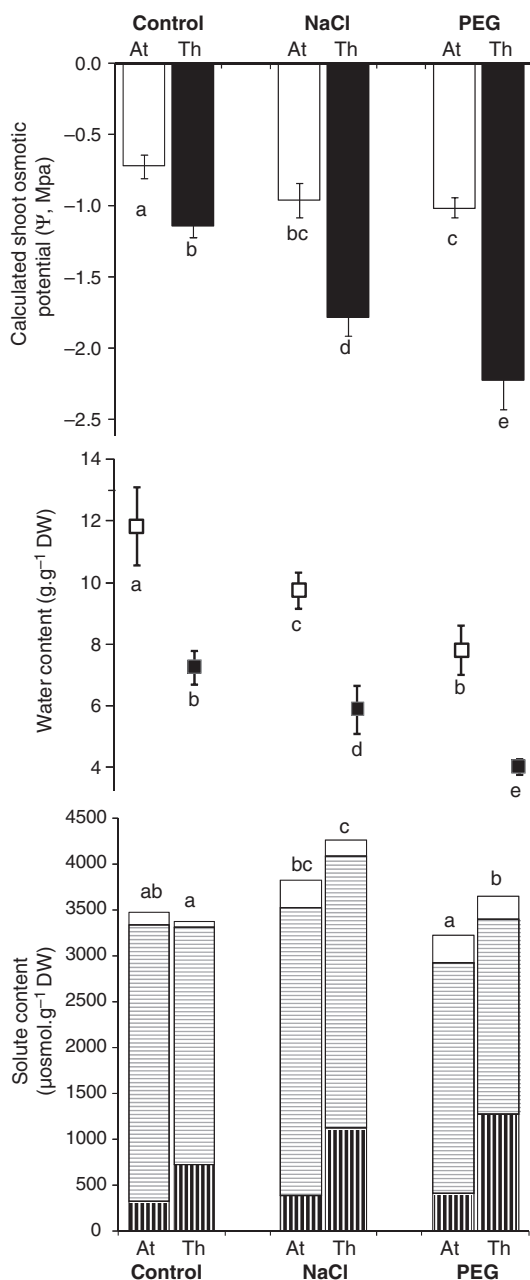 Control NaCl PEG
At Th At Th At Th
Calculated shoot osmotic
potential (Ψ, Mpa)
0.0
–0.5
–1.0
–1.5
–2.0
–2.5
a
b
bc
d
c
e
Water content (g.g⁻¹ DW)
14
12
10
8
6
4
a
b
c
d
b
e
Solute content
(µosmol.g⁻¹ DW)
4500
4000
3500
3000
2500
2000
1500
1000
500
0
ab
a
bc
c
a
b
At Th At Th At Th
Control NaCl PEG